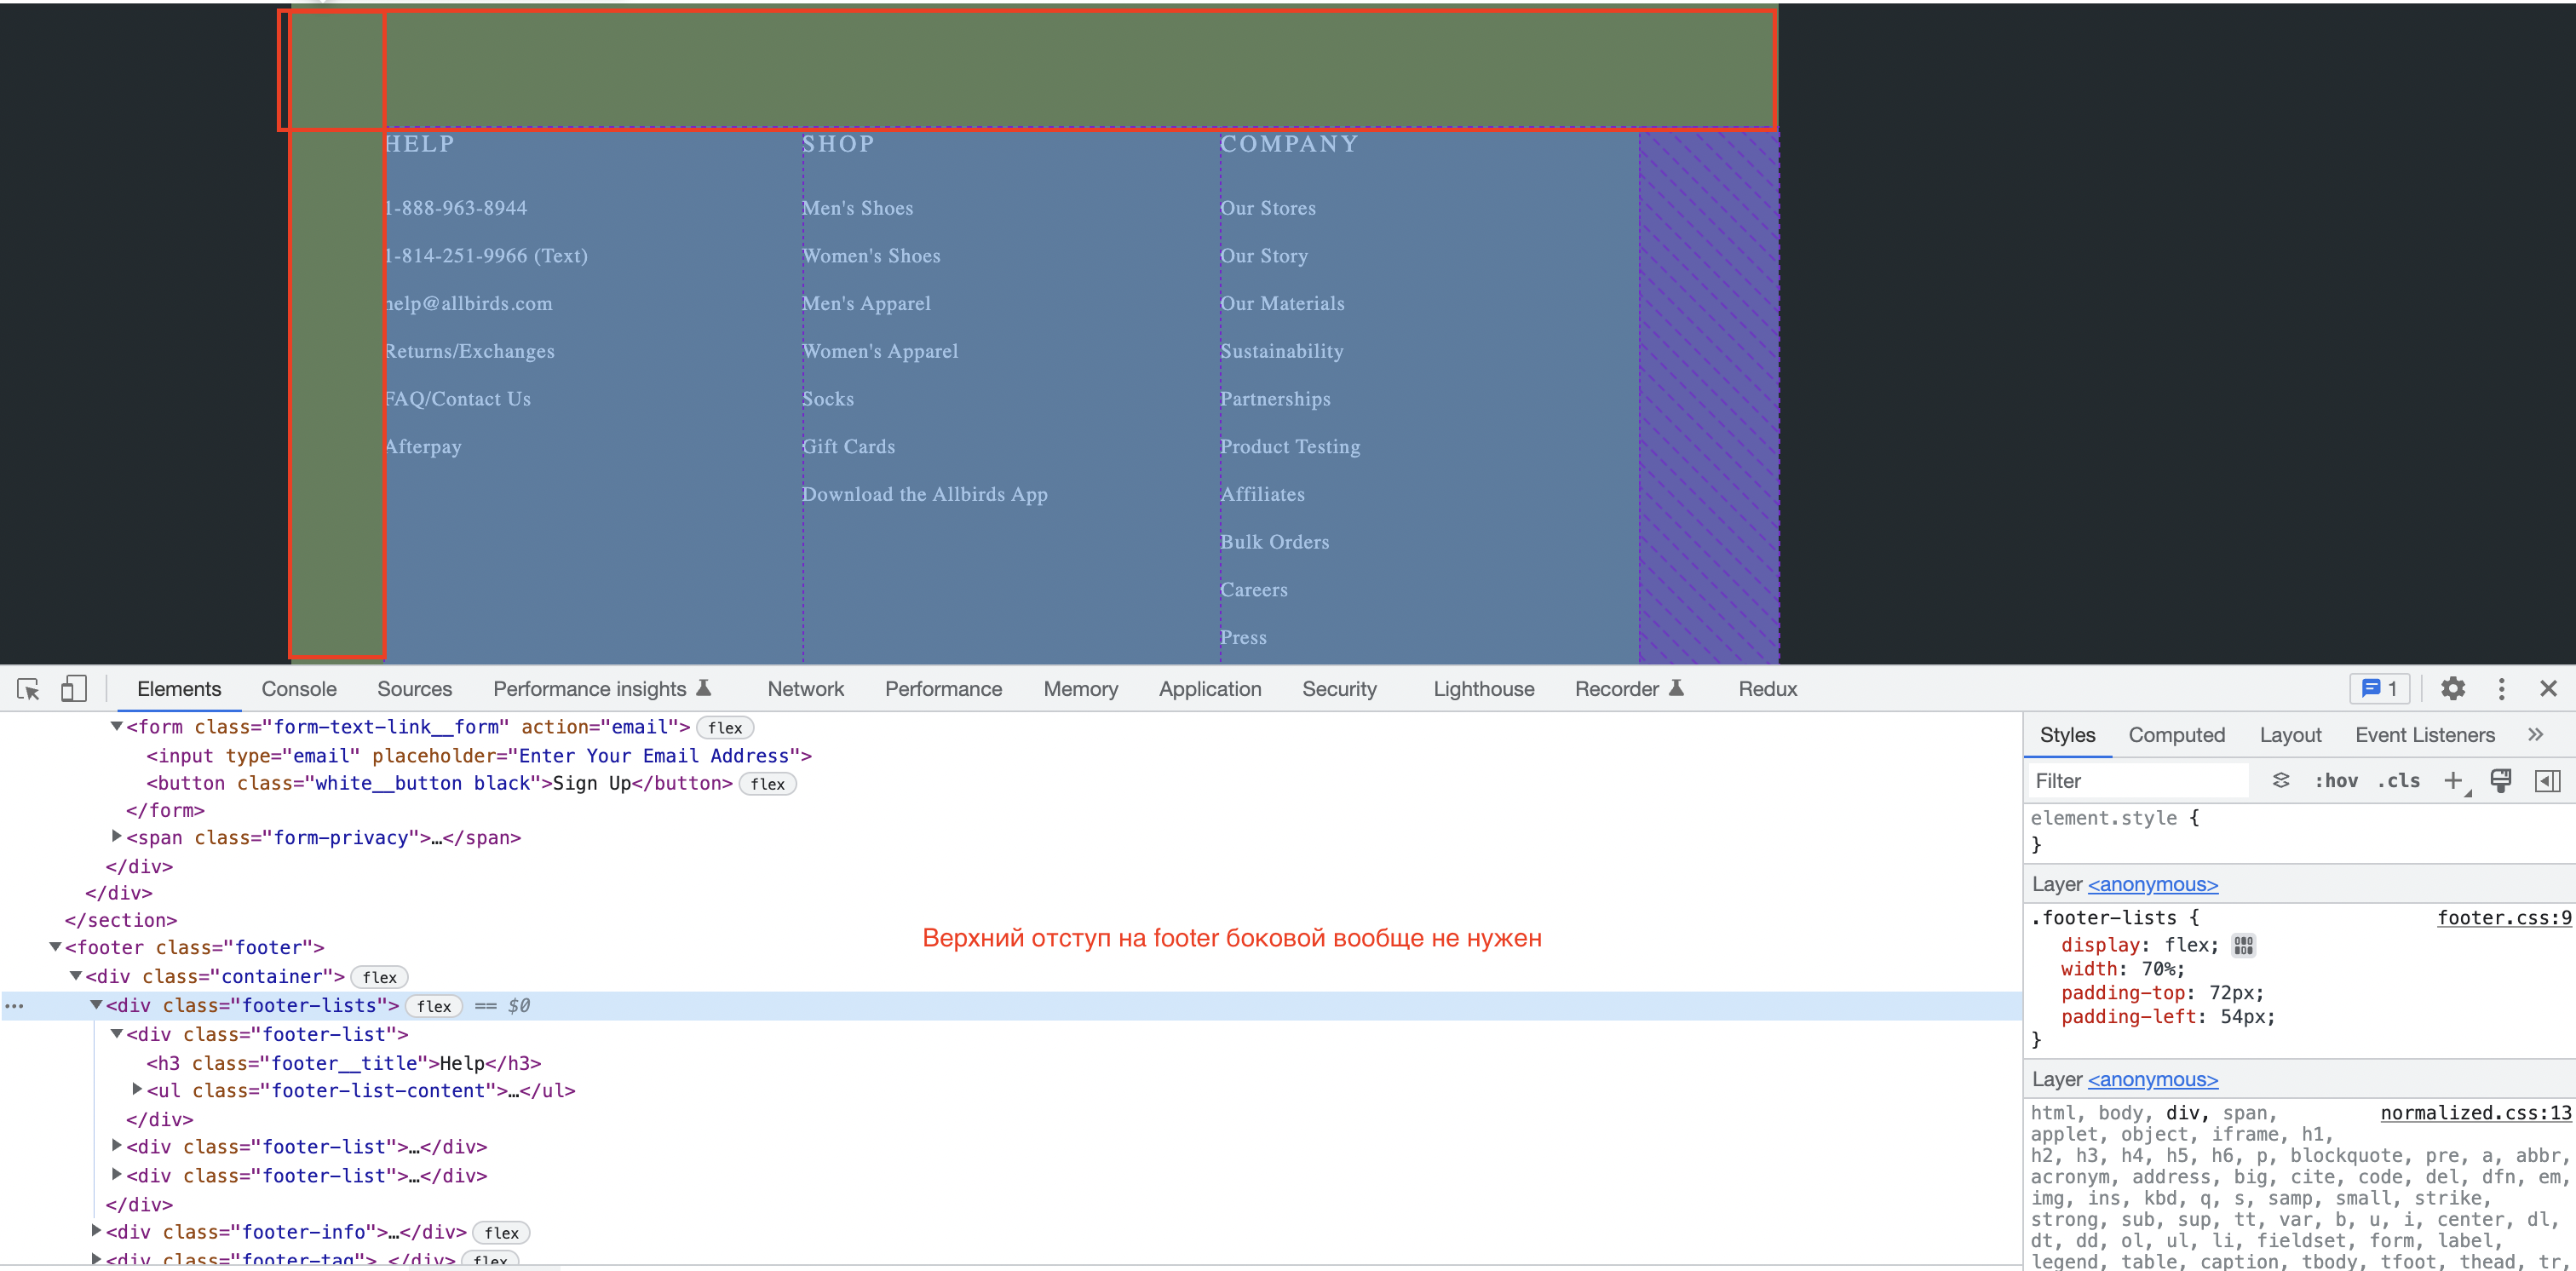 HELP
SHOP
COMPANY
1-888-963-8944
Men's Shoes
Our Stores
1-814-251-9966 (Text)
Women's Shoes
Our Story
help@allbirds.com
Men's Apparel
Our Materials
Returns/Exchanges
Women's Apparel
Sustainability
FAQ/Contact Us
Socks
Partnerships
Afterpay
Gift Cards
Product Testing
Download the Allbirds App
Affiliates
Bulk Orders
Careers
Press
Elements Console Sources Performance insights Network Performance Memory Application Security Lighthouse Recorder Redux 1
<form class="form-text-link__form" action="email"> flex
<input type="email" placeholder="Enter Your Email Address">
<button class="white__button black">Sign Up</button> flex
</form>
<span class="form-privacy">…</span>
</div>
</div>
</section>
<footer class="footer">
<div class="container"> flex
<div class="footer-lists"> flex == $0
<div class="footer-list">
<h3 class="footer__title">Help</h3>
<ul class="footer-list-content">…</ul>
</div>
<div class="footer-list">…</div>
<div class="footer-list">…</div>
</div>
<div class="footer-info">…</div> flex
<div class="footer-tag">…</div> flex
Верхний отступ на footer боковой вообще не нужен
Styles Computed Layout Event Listeners
Filter :hov .cls
element.style {
}
Layer <anonymous>
.footer-lists { footer.css:9
display: flex;
width: 70%;
padding-top: 72px;
padding-left: 54px;
}
Layer <anonymous>
html, body, div, span, normalized.css:13
applet, object, iframe, h1,
h2, h3, h4, h5, h6, p, blockquote, pre, a, abbr,
acronym, address, big, cite, code, del, dfn, em,
img, ins, kbd, q, s, samp, small, strike,
strong, sub, sup, tt, var, b, u, i, center, dl,
dt, dd, ol, ul, li, fieldset, form, label,
legend, table, caption, tbody, tfoot, thead, tr,